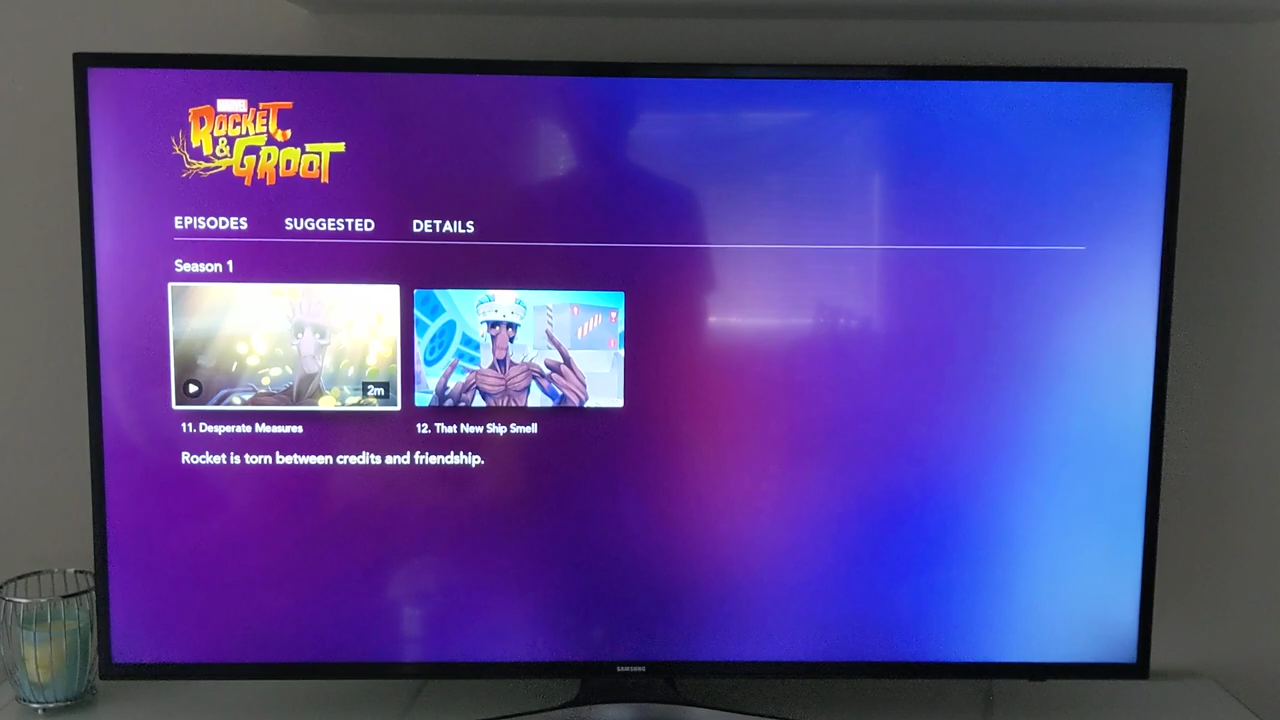 MARVEL
ROCKET
& GROOT
EPISODES SUGGESTED DETAILS
Season 1
2m
11. Desperate Measures 12. That New Ship Smell
Rocket is torn between credits and friendship.
SAMSUNG